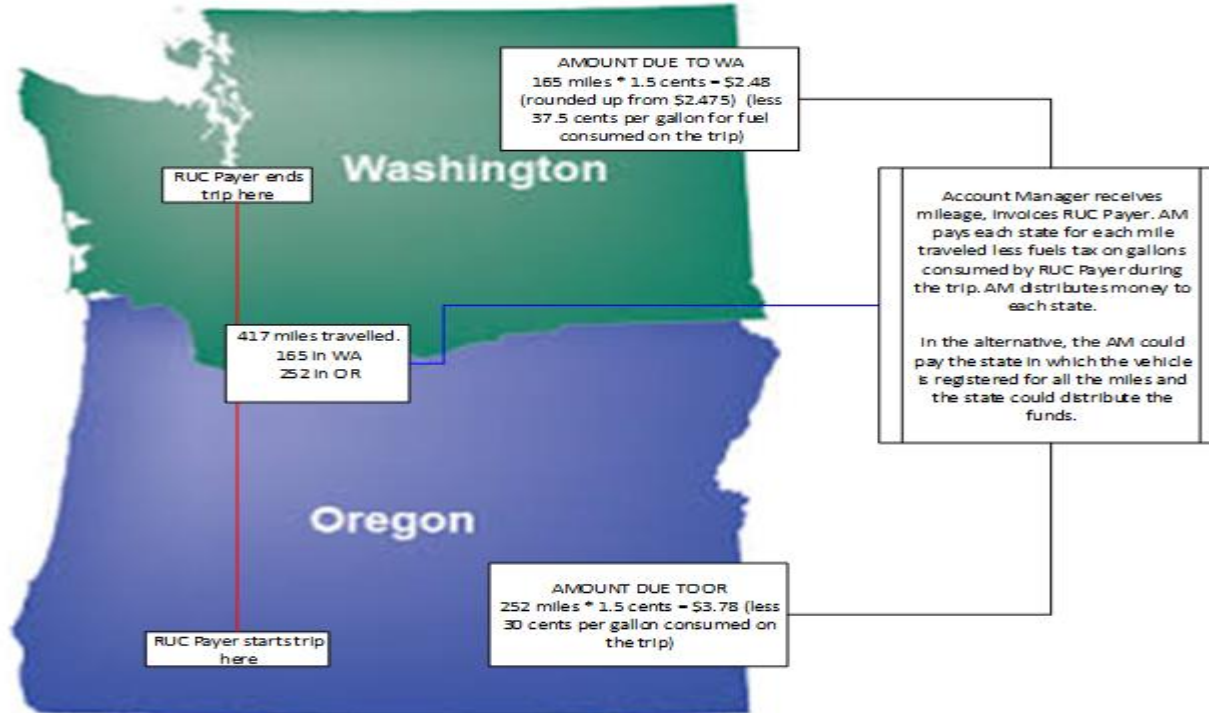 AMOUNT DUE TO WA
165 miles * 1.5 cents = $2.48
(rounded up from $2.475) (less
37.5 cents per gallon for fuel
consumed on the trip)
RUC Payer ends
trip here
Washington
Account Manager receives
mileage, invoices RUC Payer. AM
pays each state for each mile
traveled less fuels tax on gallons
consumed by RUC Payer during
the trip. AM distributes money to
each state.
In the alternative, the AM could
pay the state in which the vehicle
is registered for all the miles and
the state could distribute the
funds.
417 miles travelled.
165 in WA
252 in OR
Oregon
AMOUNT DUE TO OR
252 miles * 1.5 cents = $3.78 (less
30 cents per gallon consumed on
the trip)
RUC Payer starts trip
here